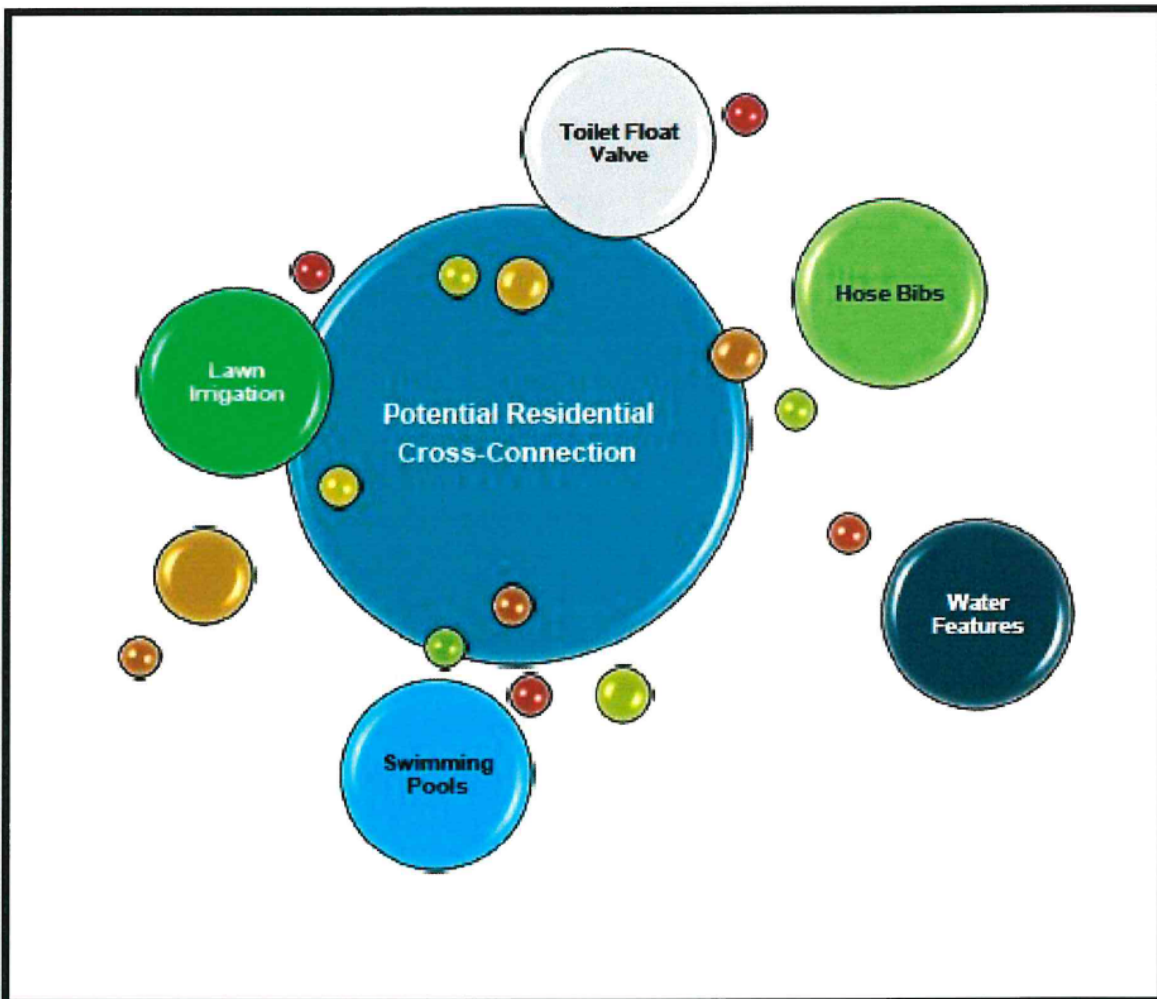 Toilet Float
Valve
Hose Bibs
Lawn
Irrigation
Potential Residential
Cross-Connection
Water
Features
Swimming
Pools